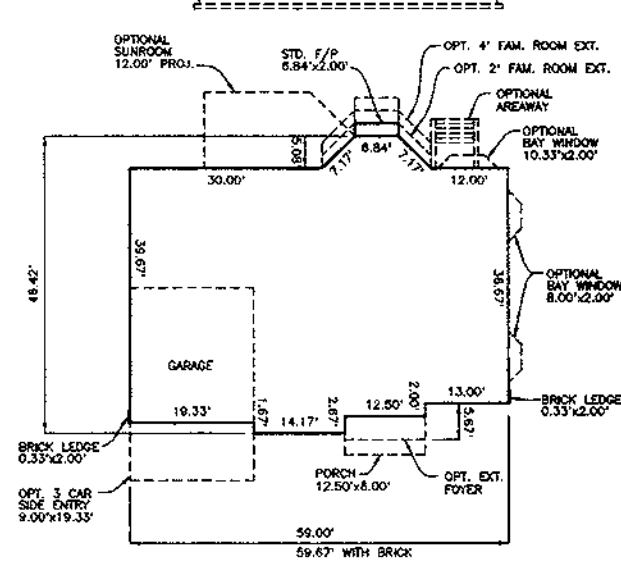 OPTIONAL
SUNROOM
12.00' PROJ.
STD. F/P
6.84'x2.00'
OPT. 4' FAM. ROOM EXT.
OPT. 2' FAM. ROOM EXT.
OPTIONAL
AREAWAY
OPTIONAL
BAY WINDOW
10.33'x2.00'
5.08'
7.17'
6.84'
7.17'
30.00'
12.00'
39.67'
46.42'
36.67'
OPTIONAL
BAY WINDOW
8.00'x2.00'
GARAGE
19.33'
1.67'
14.17'
2.67'
12.50'
2.00'
13.00'
5.67'
BRICK LEDGE
0.33'x2.00'
BRICK LEDGE
0.33'x2.00'
PORCH
12.50'x6.00'
OPT. EXT.
FOYER
OPT. 3 CAR
SIDE ENTRY
9.00'x19.33'
59.00'
59.67' WITH BRICK